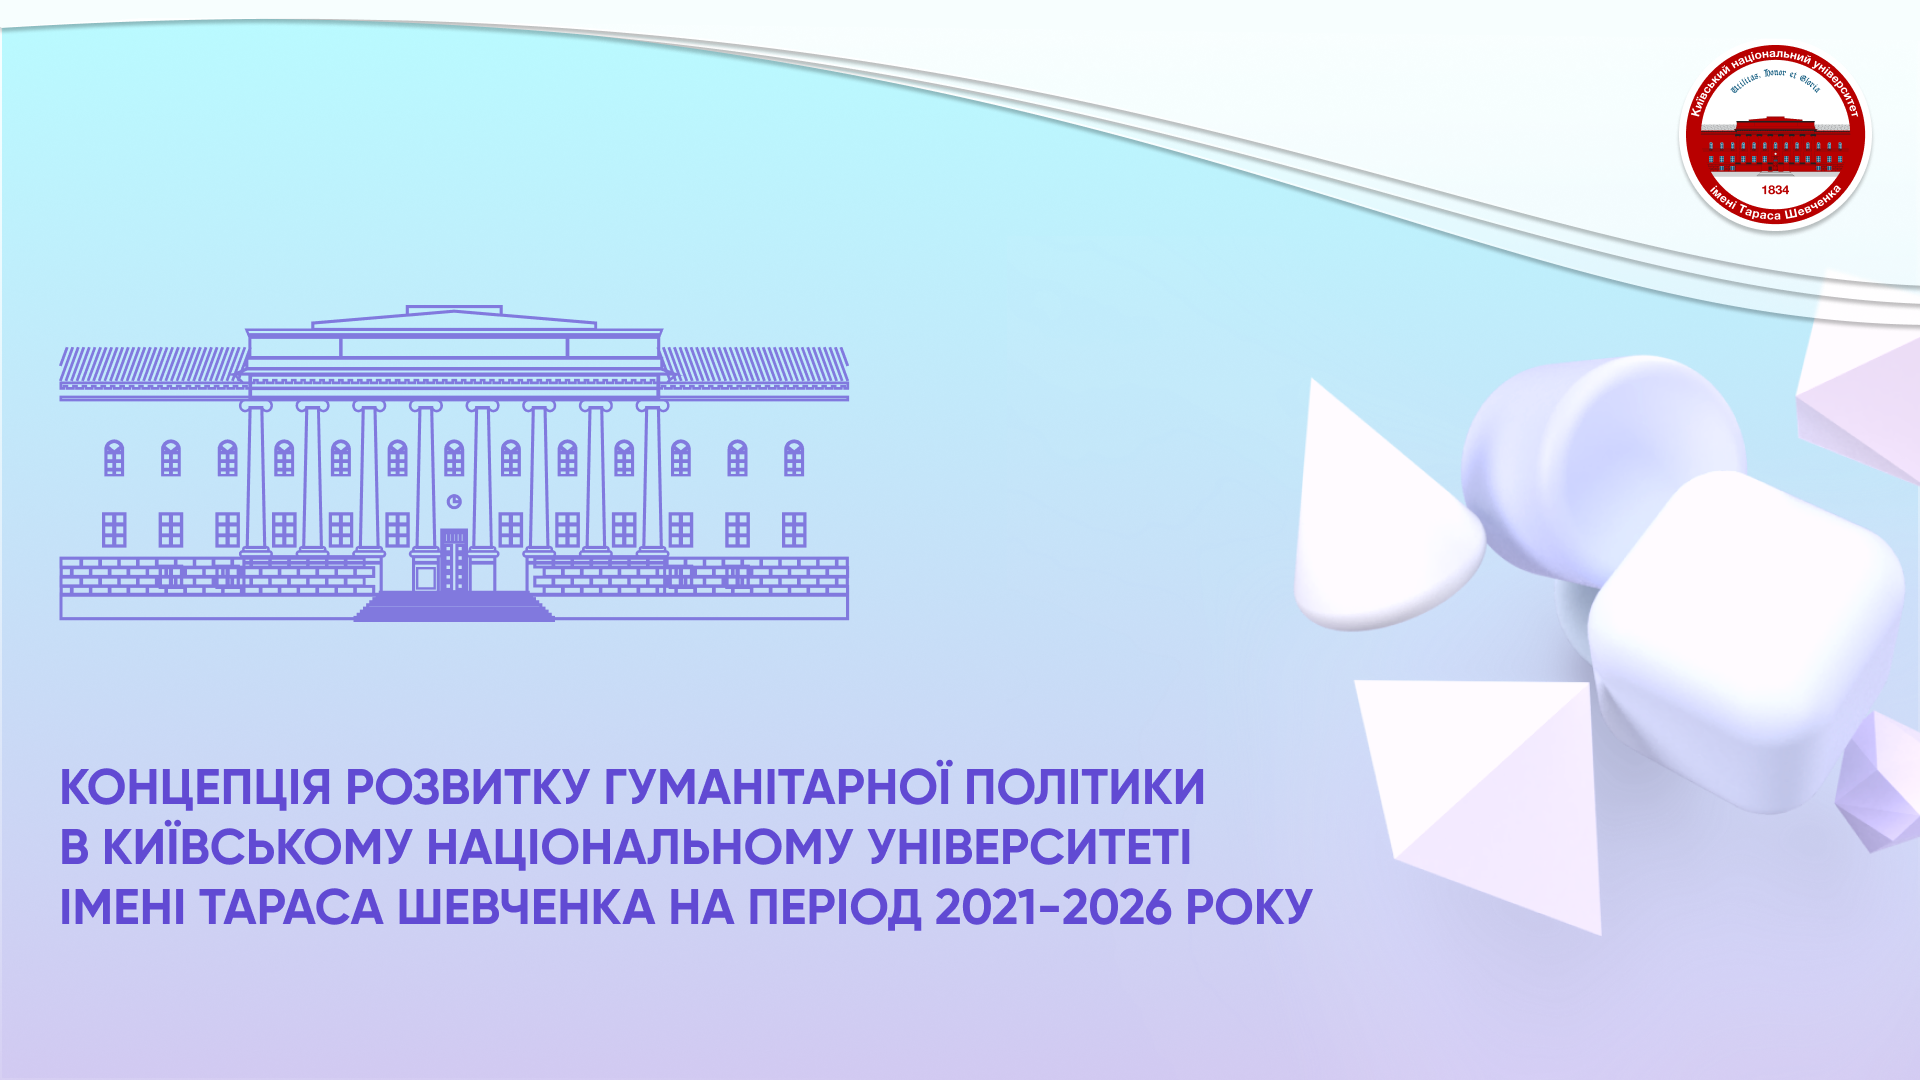 Київський національний університет
Utilitas, Honor et Gloria
1834
імені Тараса Шевченка
КОНЦЕПЦІЯ РОЗВИТКУ ГУМАНІТАРНОЇ ПОЛІТИКИ
В КИЇВСЬКОМУ НАЦІОНАЛЬНОМУ УНІВЕРСИТЕТІ
ІМЕНІ ТАРАСА ШЕВЧЕНКА НА ПЕРІОД 2021-2026 РОКУ